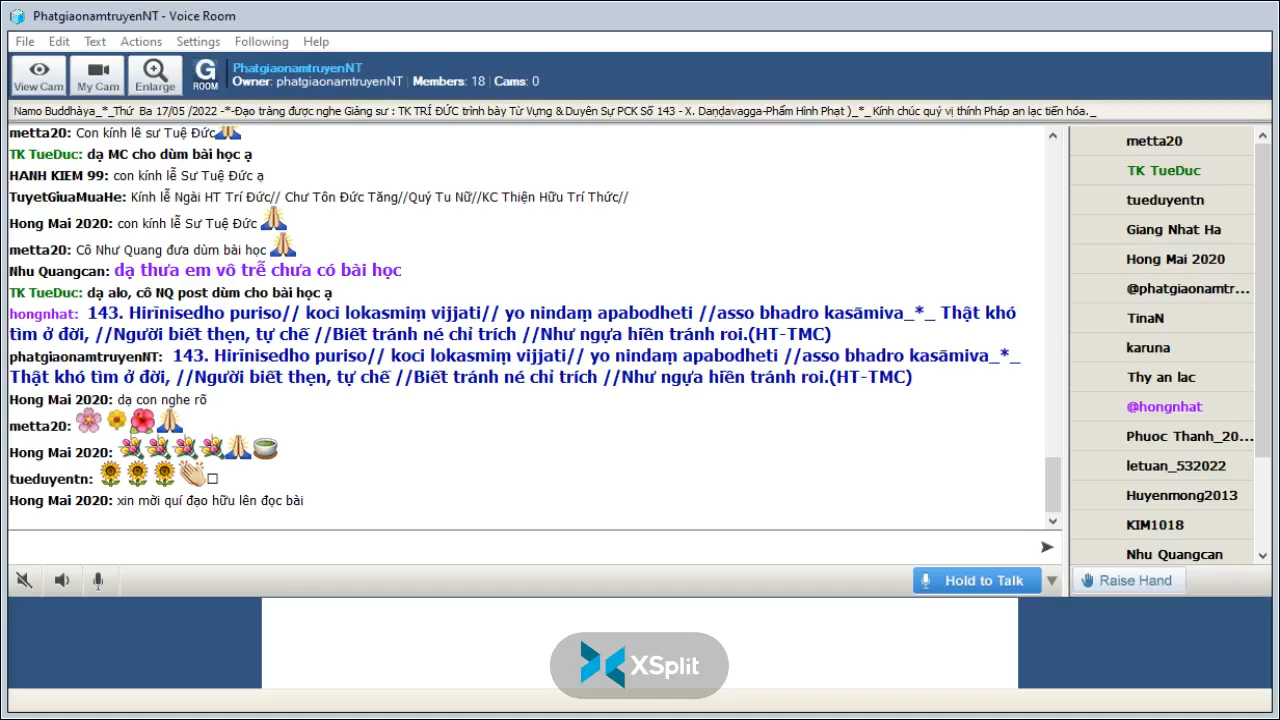 PhatgiaonamtruyenNT - Voice Room
File Edit Text Actions Settings Following Help
View Cam My Cam Enlarge G ROOM
PhatgiaonamtruyenNT
Owner: phatgiaonamtruyenNT | Members: 18 | Cams: 0
Namo Buddhàya_*_Thứ Ba 17/05 /2022 -*-Đạo tràng được nghe Giảng sư : TK TRÍ ĐỨC trình bày Từ Vựng & Duyên Sự PCK Số 143 - X. Daṇḍavagga-Phẩm Hình Phạt )_*_ Kính chúc quý vị thính Pháp an lạc tiến hóa._
metta20: Con kính lê sư Tuệ Đức
TK TueDuc: dạ MC cho dùm bài học ạ
HANH KIEM 99: con kính lễ Sư Tuệ Đức ạ
TuyetGiuaMuaHe: Kính lễ Ngài HT Trí Đức// Chư Tôn Đức Tăng//Quý Tu Nữ//KC Thiện Hữu Trí Thức//
Hong Mai 2020: con kính lễ Sư Tuệ Đức
metta20: Cô Như Quang đưa dùm bài học
Nhu Quangcan: dạ thưa em vô trễ chưa có bài học
TK TueDuc: dạ alo, cô NQ post dùm cho bài học ạ
hongnhat: 143. Hirīnisedho puriso// koci lokasmiṃ vijjati// yo nindaṃ apabodheti //asso bhadro kasāmiva_*_ Thật khó
tìm ở đời, //Người biết thẹn, tự chế //Biết tránh né chỉ trích //Như ngựa hiền tránh roi.(HT-TMC)
phatgiaonamtruyenNT: 143. Hirīnisedho puriso// koci lokasmiṃ vijjati// yo nindaṃ apabodheti //asso bhadro kasāmiva_*_
Thật khó tìm ở đời, //Người biết thẹn, tự chế //Biết tránh né chỉ trích //Như ngựa hiền tránh roi.(HT-TMC)
Hong Mai 2020: dạ con nghe rõ
metta20:
Hong Mai 2020:
tueduyentn:
Hong Mai 2020: xin mời quí đạo hữu lên đọc bài
metta20
TK TueDuc
tueduyentn
Giang Nhat Ha
Hong Mai 2020
@phatgiaonamtr...
TinaN
karuna
Thy an lac
@hongnhat
Phuoc Thanh_20...
letuan_532022
Huyenmong2013
KIM1018
Nhu Quangcan
Hold to Talk
Raise Hand
XSplit